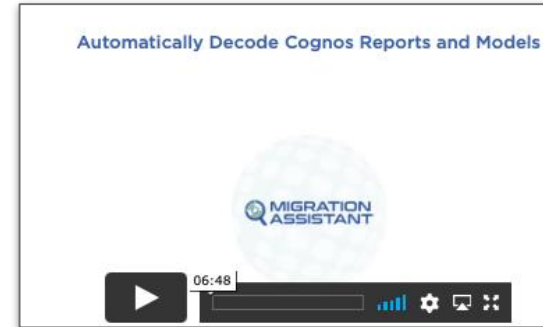 Automatically Decode Cognos Reports and Models
MIGRATION
ASSISTANT
06:48